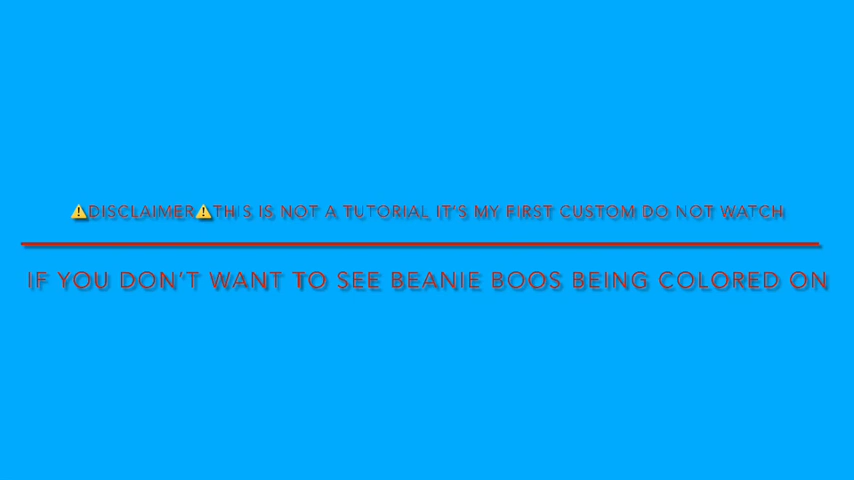 ⚠️DISCLAIMER⚠️THIS IS NOT A TUTORIAL IT'S MY FIRST CUSTOM DO NOT WATCH
IF YOU DON'T WANT TO SEE BEANIE BOOS BEING COLORED ON